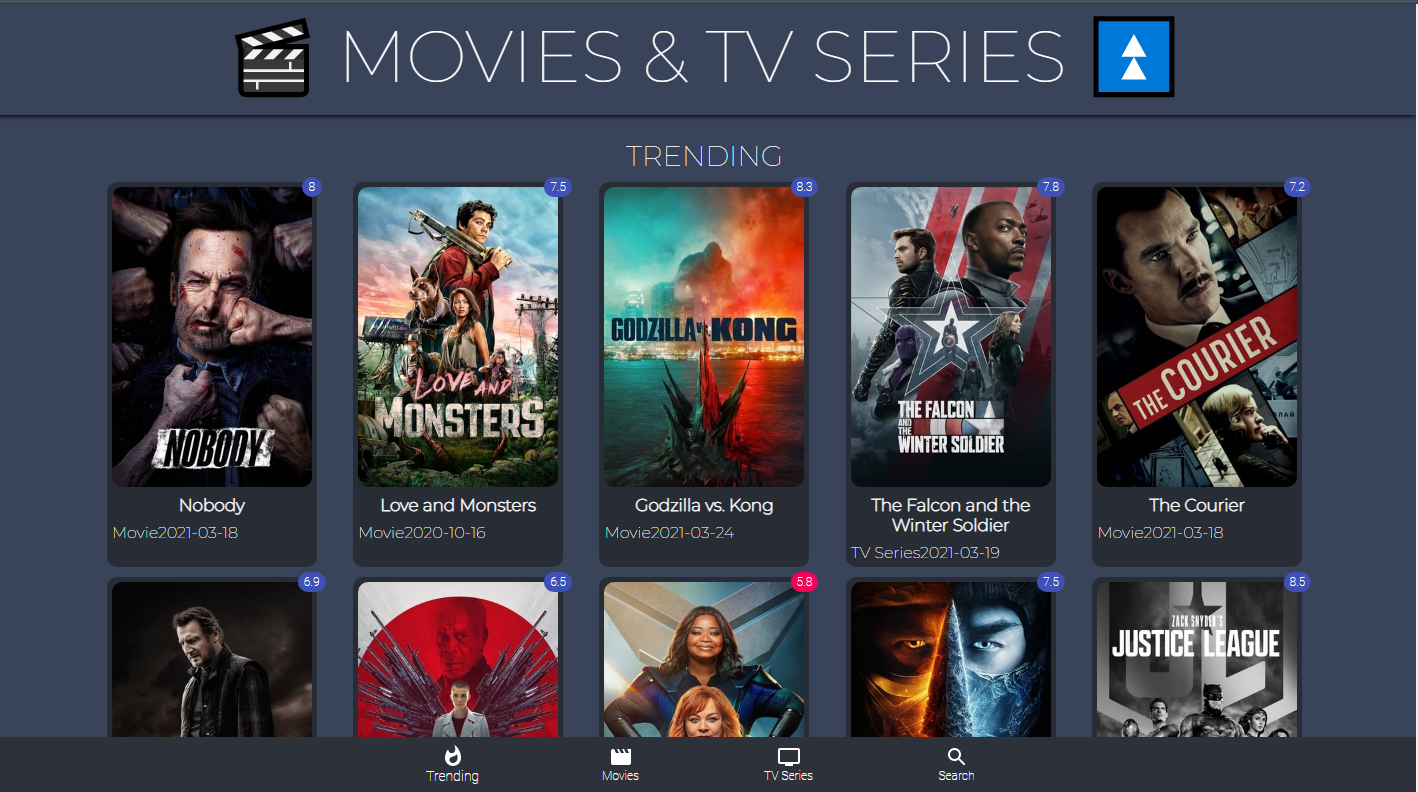 MOVIES & TV SERIES
TRENDING
8
7.5
8.3
7.8
7.2
NOBODY
LOVE AND
MONSTERS
GODZILLA VS KONG
THE FALCON
AND THE
WINTER SOLDIER
THE COURIER
Nobody
Movie2021-03-18
Love and Monsters
Movie2020-10-16
Godzilla vs. Kong
Movie2021-03-24
The Falcon and the
Winter Soldier
TV Series2021-03-19
The Courier
Movie2021-03-18
6.9
6.5
5.8
7.5
8.5
ZACK SNYDER'S
JUSTICE LEAGUE
Trending
Movies
TV Series
Search